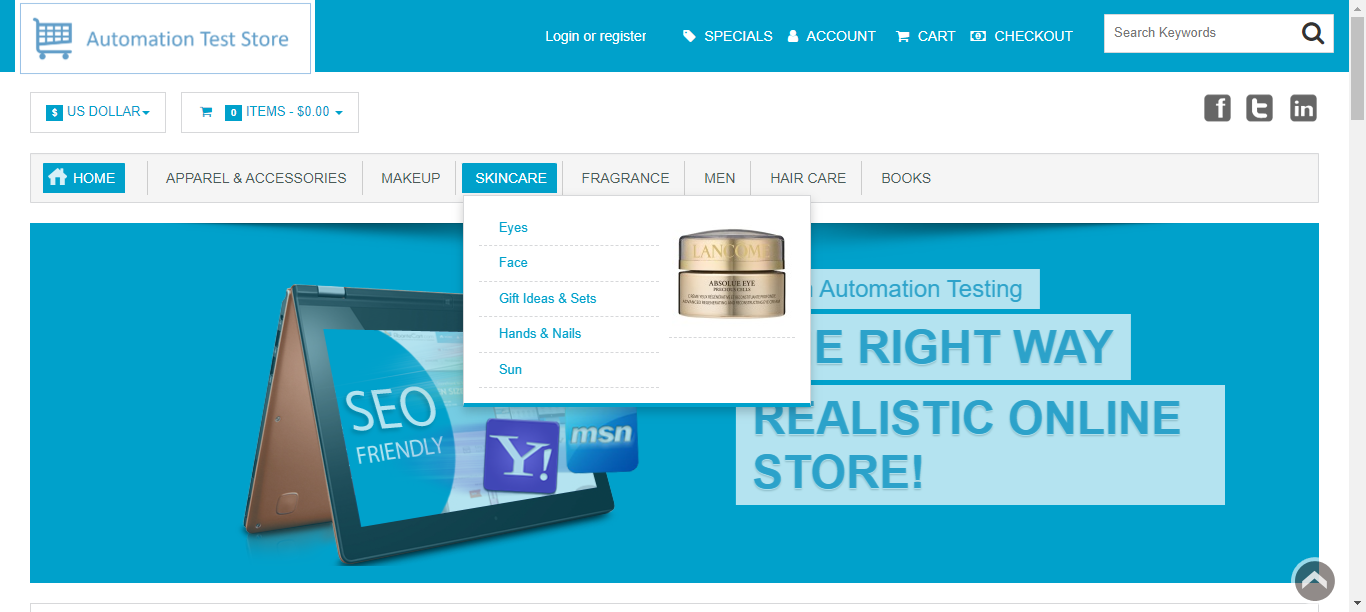 Automation Test Store
Login or register
SPECIALS
ACCOUNT
CART
CHECKOUT
Search Keywords
$ US DOLLAR
0 ITEMS - $0.00
HOME
APPAREL & ACCESSORIES
MAKEUP
SKINCARE
FRAGRANCE
MEN
HAIR CARE
BOOKS
Eyes
Face
Gift Ideas & Sets
Hands & Nails
Sun
LANCOME
ABSOLUE EYE
PRECIOUS CELLS
Automation Testing
RIGHT WAY
REALISTIC ONLINE
STORE!
SEO
FRIENDLY
Y!
msn